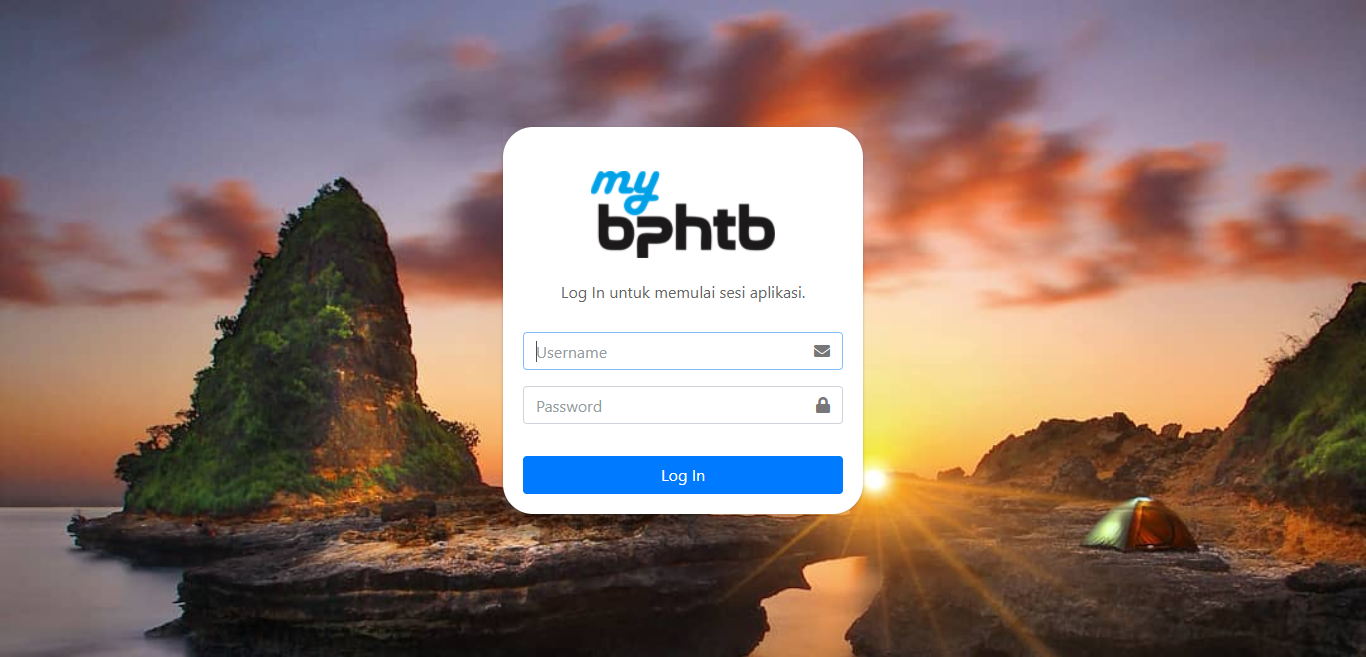 my
bphtb
Log In untuk memulai sesi aplikasi.
Username
Password
Log In